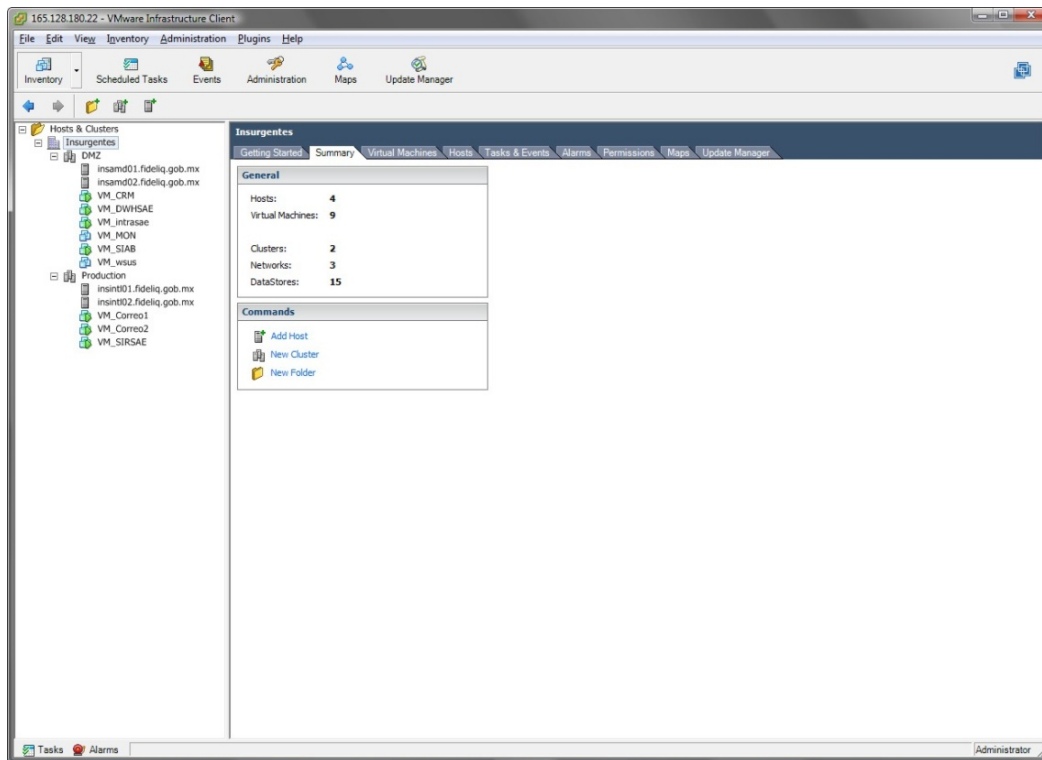 165.128.180.22 - VMware Infrastructure Client
File Edit View Inventory Administration Plugins Help
Inventory Scheduled Tasks Events Administration Maps Update Manager
Hosts & Clusters
Insurgentes
DMZ
insamd01.fideliq.gob.mx
insamd02.fideliq.gob.mx
VM_CRM
VM_DWHSAE
VM_intrasae
VM_MON
VM_SIAB
VM_wsus
Production
insintl01.fideliq.gob.mx
insintl02.fideliq.gob.mx
VM_Correo1
VM_Correo2
VM_SIRSAE
Insurgentes
Getting Started Summary Virtual Machines Hosts Tasks & Events Alarms Permissions Maps Update Manager
General
Hosts: 4
Virtual Machines: 9
Clusters: 2
Networks: 3
DataStores: 15
Commands
Add Host
New Cluster
New Folder
Tasks Alarms Administrator